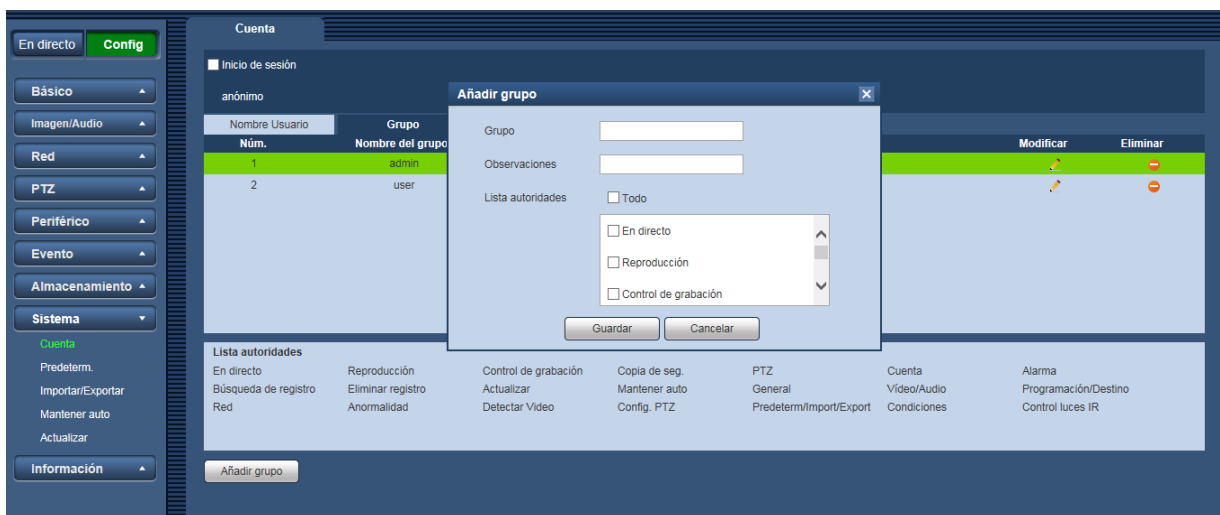 En directo
Config
Básico
Imagen/Audio
Red
PTZ
Periférico
Evento
Almacenamiento
Sistema
Cuenta
Predeterm.
Importar/Exportar
Mantener auto
Actualizar
Información
Cuenta
Inicio de sesión
anónimo
Nombre Usuario Grupo
Núm. Nombre del grupo Modificar Eliminar
1 admin
2 user
Añadir grupo
Grupo
Observaciones
Lista autoridades Todo
En directo
Reproducción
Control de grabación
Guardar Cancelar
Lista autoridades
En directo Reproducción Control de grabación Copia de seg. PTZ Cuenta Alarma
Búsqueda de registro Eliminar registro Actualizar Mantener auto General Vídeo/Audio Programación/Destino
Red Anormalidad Detectar Video Config. PTZ Predeterm/Import/Export Condiciones Control luces IR
Añadir grupo